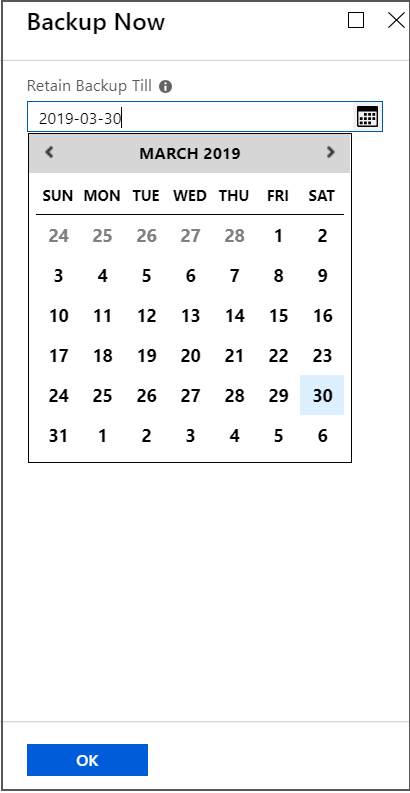 Backup Now
Retain Backup Till
2019-03-30
MARCH 2019
SUN MON TUE WED THU FRI SAT
24 25 26 27 28 1 2
3 4 5 6 7 8 9
10 11 12 13 14 15 16
17 18 19 20 21 22 23
24 25 26 27 28 29 30
31 1 2 3 4 5 6
OK